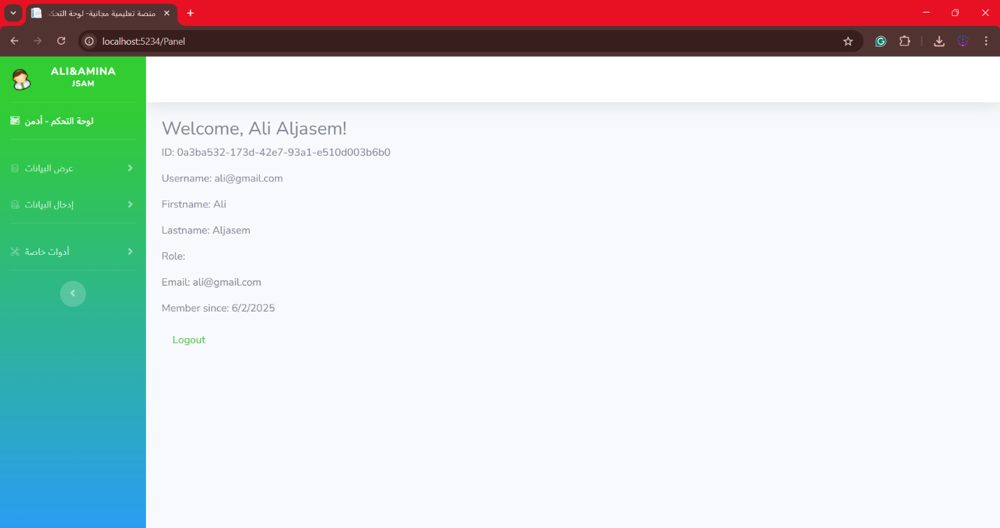 منصة تعليمية مجانية- لوحة التحك
localhost:5234/Panel
ALI&AMINA
JSAM
لوحة التحكم - أدمن
عرض البيانات
إدخال البيانات
أدوات خاصة
Welcome, Ali Aljasem!
ID: 0a3ba532-173d-42e7-93a1-e510d003b6b0
Username: ali@gmail.com
Firstname: Ali
Lastname: Aljasem
Role:
Email: ali@gmail.com
Member since: 6/2/2025
Logout